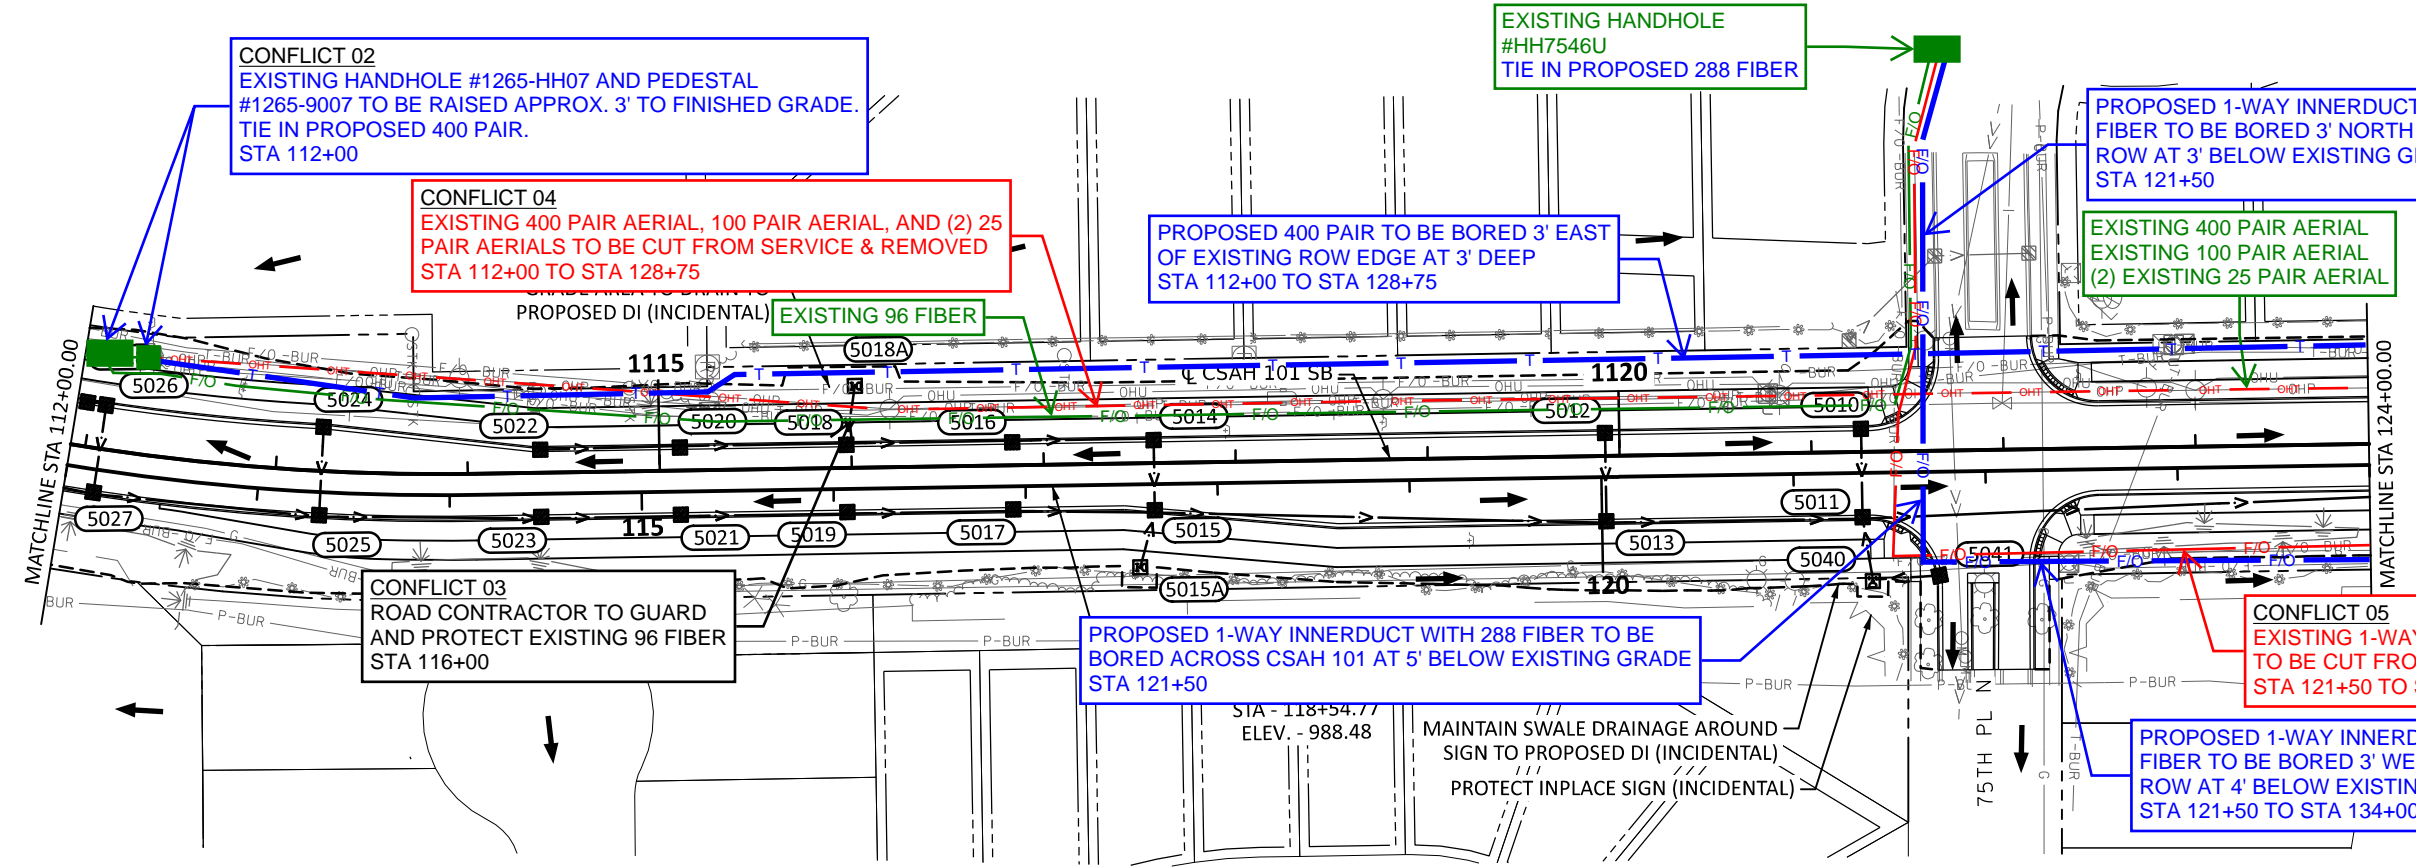 CONFLICT 02
EXISTING HANDHOLE #1265-HH07 AND PEDESTAL
#1265-9007 TO BE RAISED APPROX. 3' TO FINISHED GRADE.
TIE IN PROPOSED 400 PAIR.
STA 112+00
EXISTING HANDHOLE
#HH7546U
TIE IN PROPOSED 288 FIBER
PROPOSED 1-WAY INNERDUCT
FIBER TO BE BORED 3' NORTH
ROW AT 3' BELOW EXISTING
STA 121+50
CONFLICT 04
EXISTING 400 PAIR AERIAL, 100 PAIR AERIAL, AND (2) 25
PAIR AERIALS TO BE CUT FROM SERVICE & REMOVED
STA 112+00 TO STA 128+75
GRADE AREA TO DRAIN TO
PROPOSED DI (INCIDENTAL)
EXISTING 96 FIBER
PROPOSED 400 PAIR TO BE BORED 3' EAST
OF EXISTING ROW EDGE AT 3' DEEP
STA 112+00 TO STA 128+75
EXISTING 400 PAIR AERIAL
EXISTING 100 PAIR AERIAL
(2) EXISTING 25 PAIR AERIAL
MATCHLINE STA 112+00.00
MATCHLINE STA 124+00.00
1115
5018A
CSAH 101 SB
1120
5026
5024
5022
5020
5018
5016
5014
5012
5010
5027
5025
5023
115
5021
5019
5017
5015
5013
5011
5040
5041
5015A
120
CONFLICT 03
ROAD CONTRACTOR TO GUARD
AND PROTECT EXISTING 96 FIBER
STA 116+00
PROPOSED 1-WAY INNERDUCT WITH 288 FIBER TO BE
BORED ACROSS CSAH 101 AT 5' BELOW EXISTING GRADE
STA 121+50
STA - 118+54.77
ELEV. - 988.48
MAINTAIN SWALE DRAINAGE AROUND
SIGN TO PROPOSED DI (INCIDENTAL)
PROTECT INPLACE SIGN (INCIDENTAL)
75TH PL N
CONFLICT 05
EXISTING 1-WAY
TO BE CUT FRO
STA 121+50 TO
PROPOSED 1-WAY INNERD
FIBER TO BE BORED 3' WE
ROW AT 4' BELOW EXISTIN
STA 121+50 TO STA 134+00
P-BUR
P-BUR
P-BUR
P-BUR
P-BUR